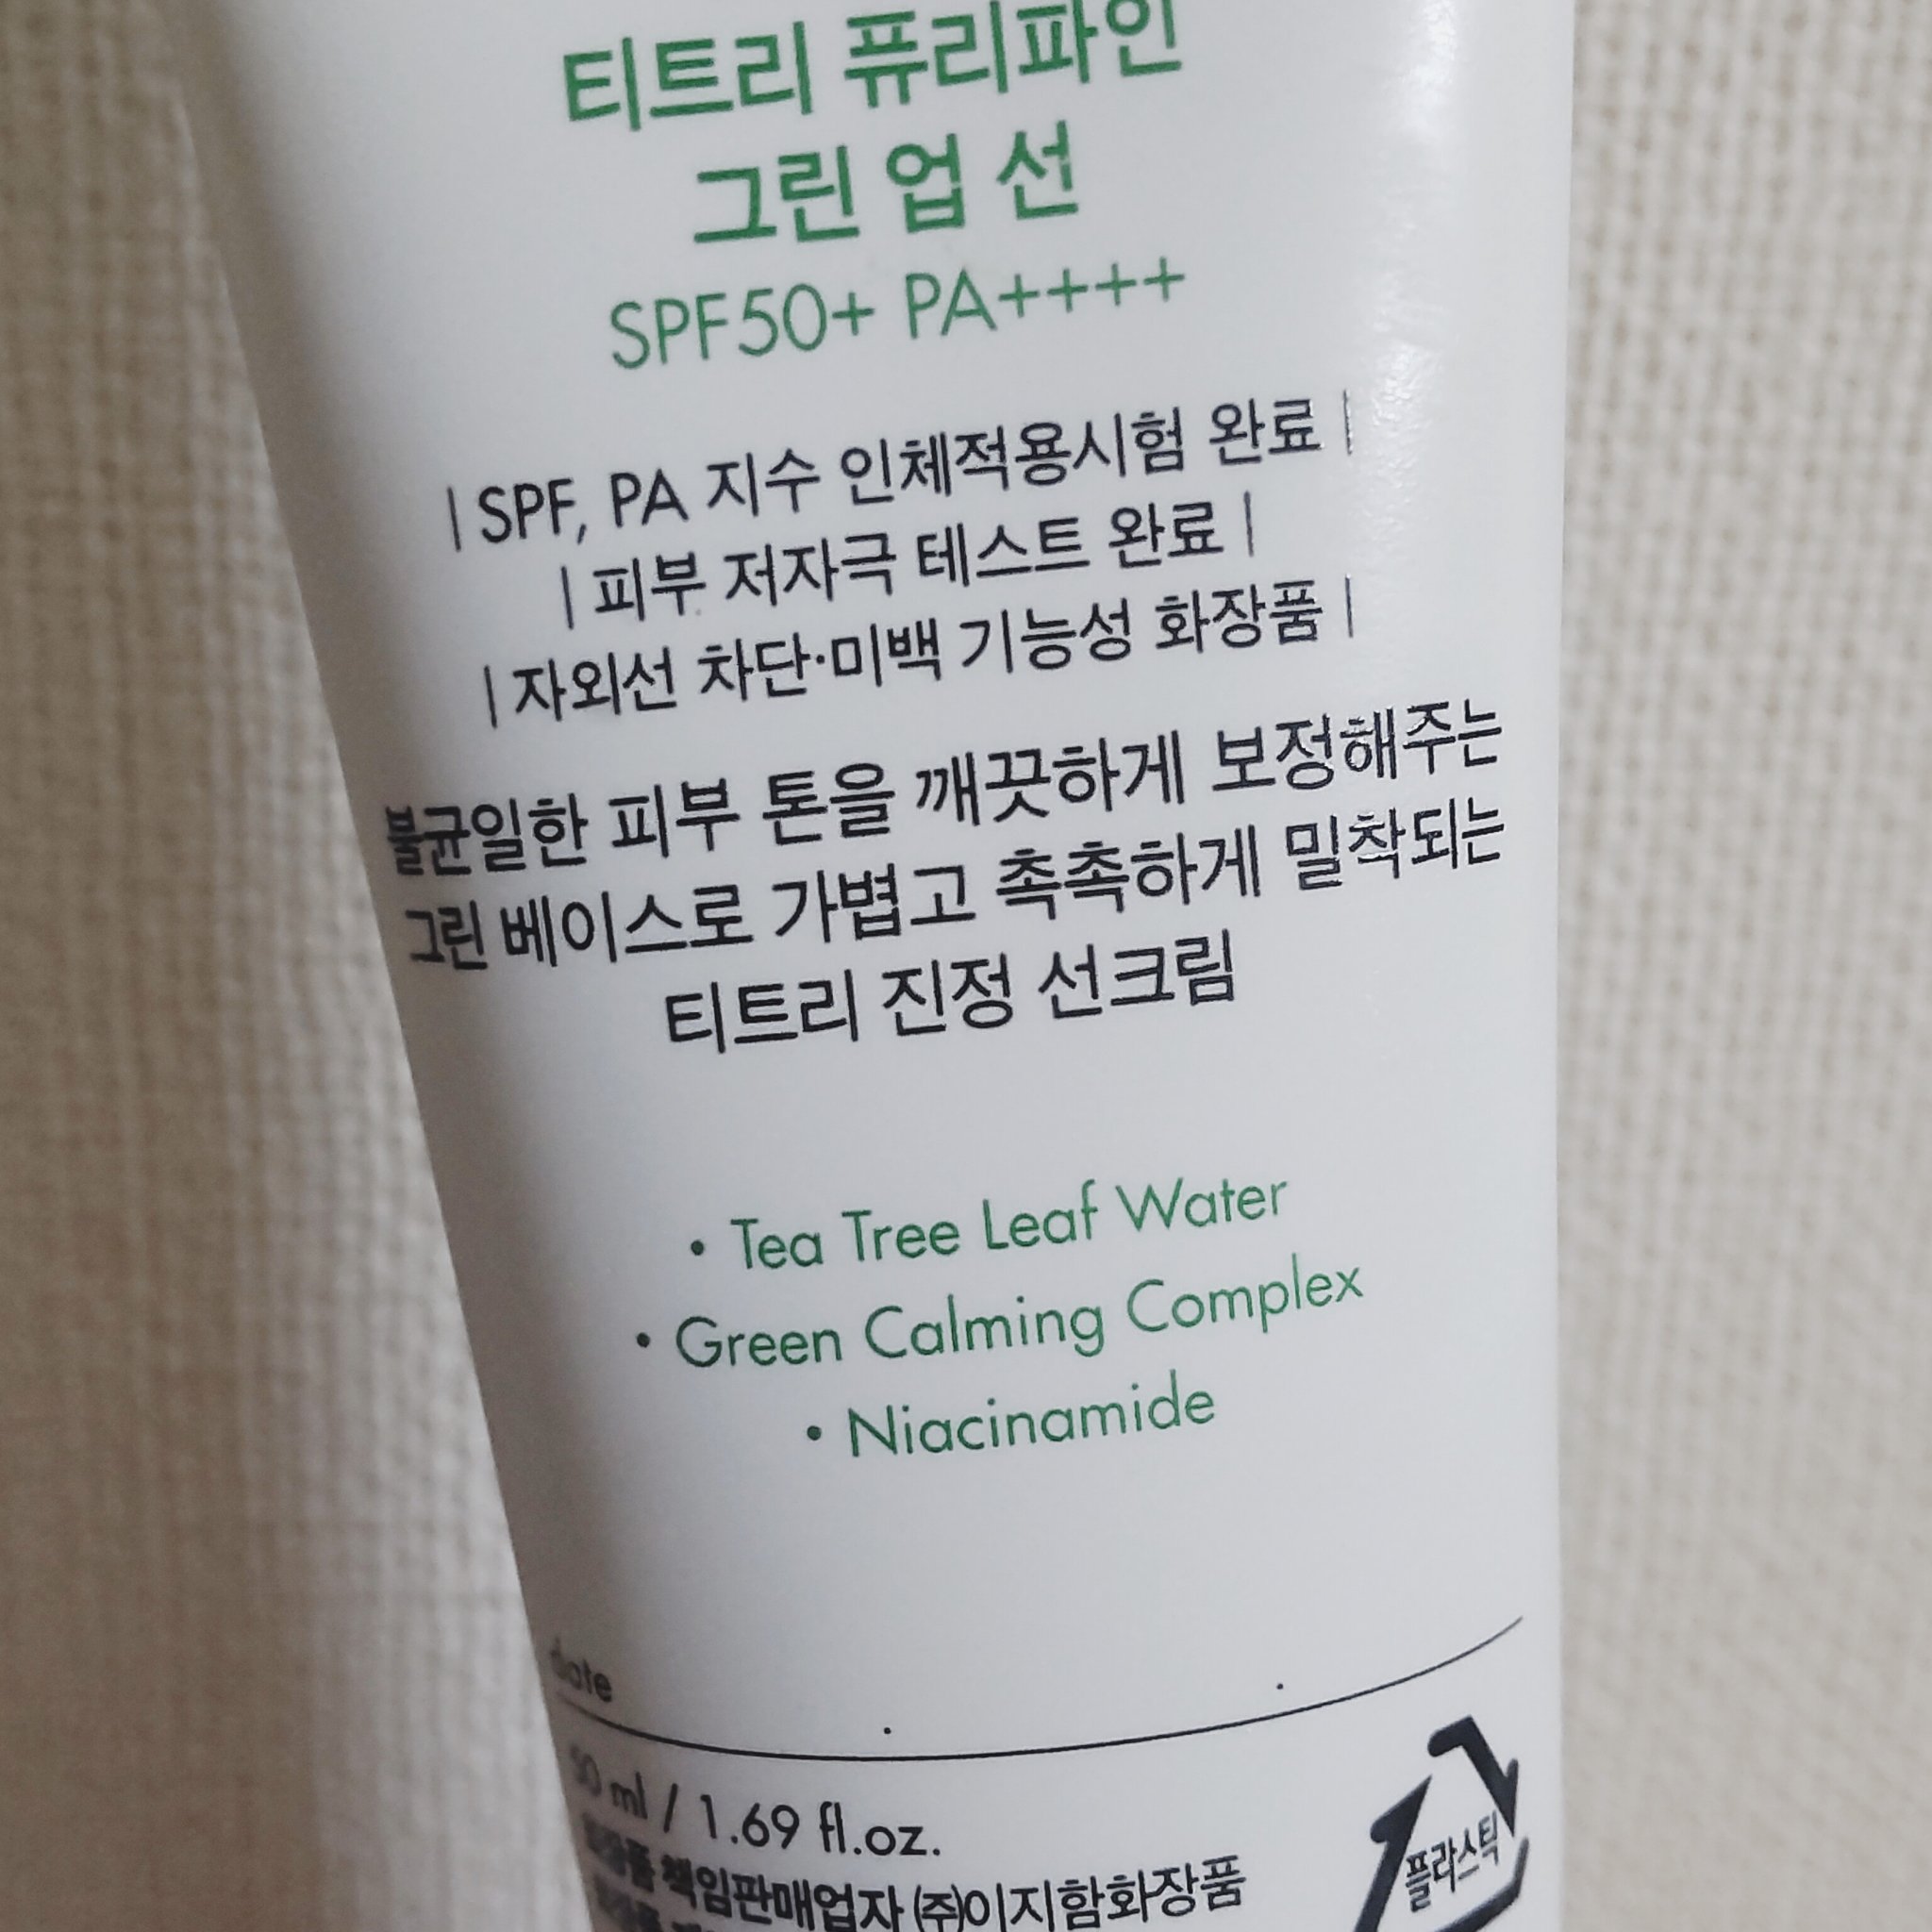 티트리 퓨리파인
그린 업 선
SPF50+ PA++++
| SPF, PA 지수 인체적용시험 완료 |
| 피부 저자극 테스트 완료 |
| 자외선 차단·미백 기능성 화장품 |
불균일한 피부 톤을 깨끗하게 보정해주는
그린 베이스로 가볍고 촉촉하게 밀착되는
티트리 진정 선크림
• Tea Tree Leaf Water
• Green Calming Complex
• Niacinamide
date
50 ml / 1.69 fl.oz.
화장품 책임판매업자 ㈜이지함화장품
플라스틱